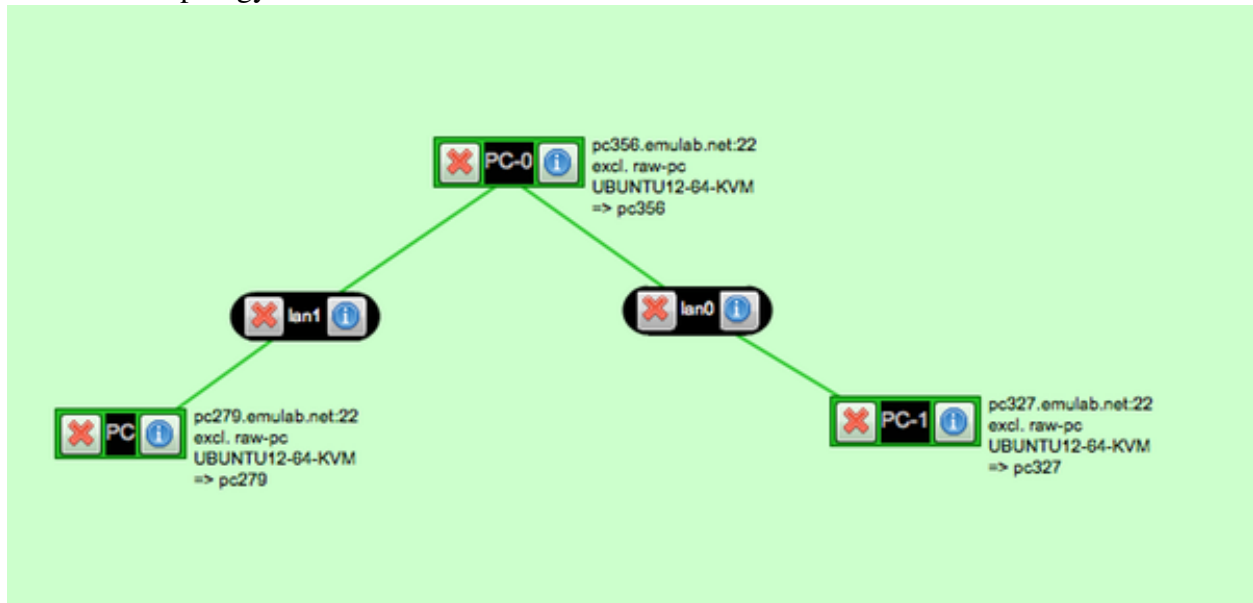 PC-0
pc356.emulab.net:22
excl. raw-pc
UBUNTU12-64-KVM
=> pc356
lan1
lan0
PC
pc279.emulab.net:22
excl. raw-pc
UBUNTU12-64-KVM
=> pc279
PC-1
pc327.emulab.net:22
excl. raw-pc
UBUNTU12-64-KVM
=> pc327